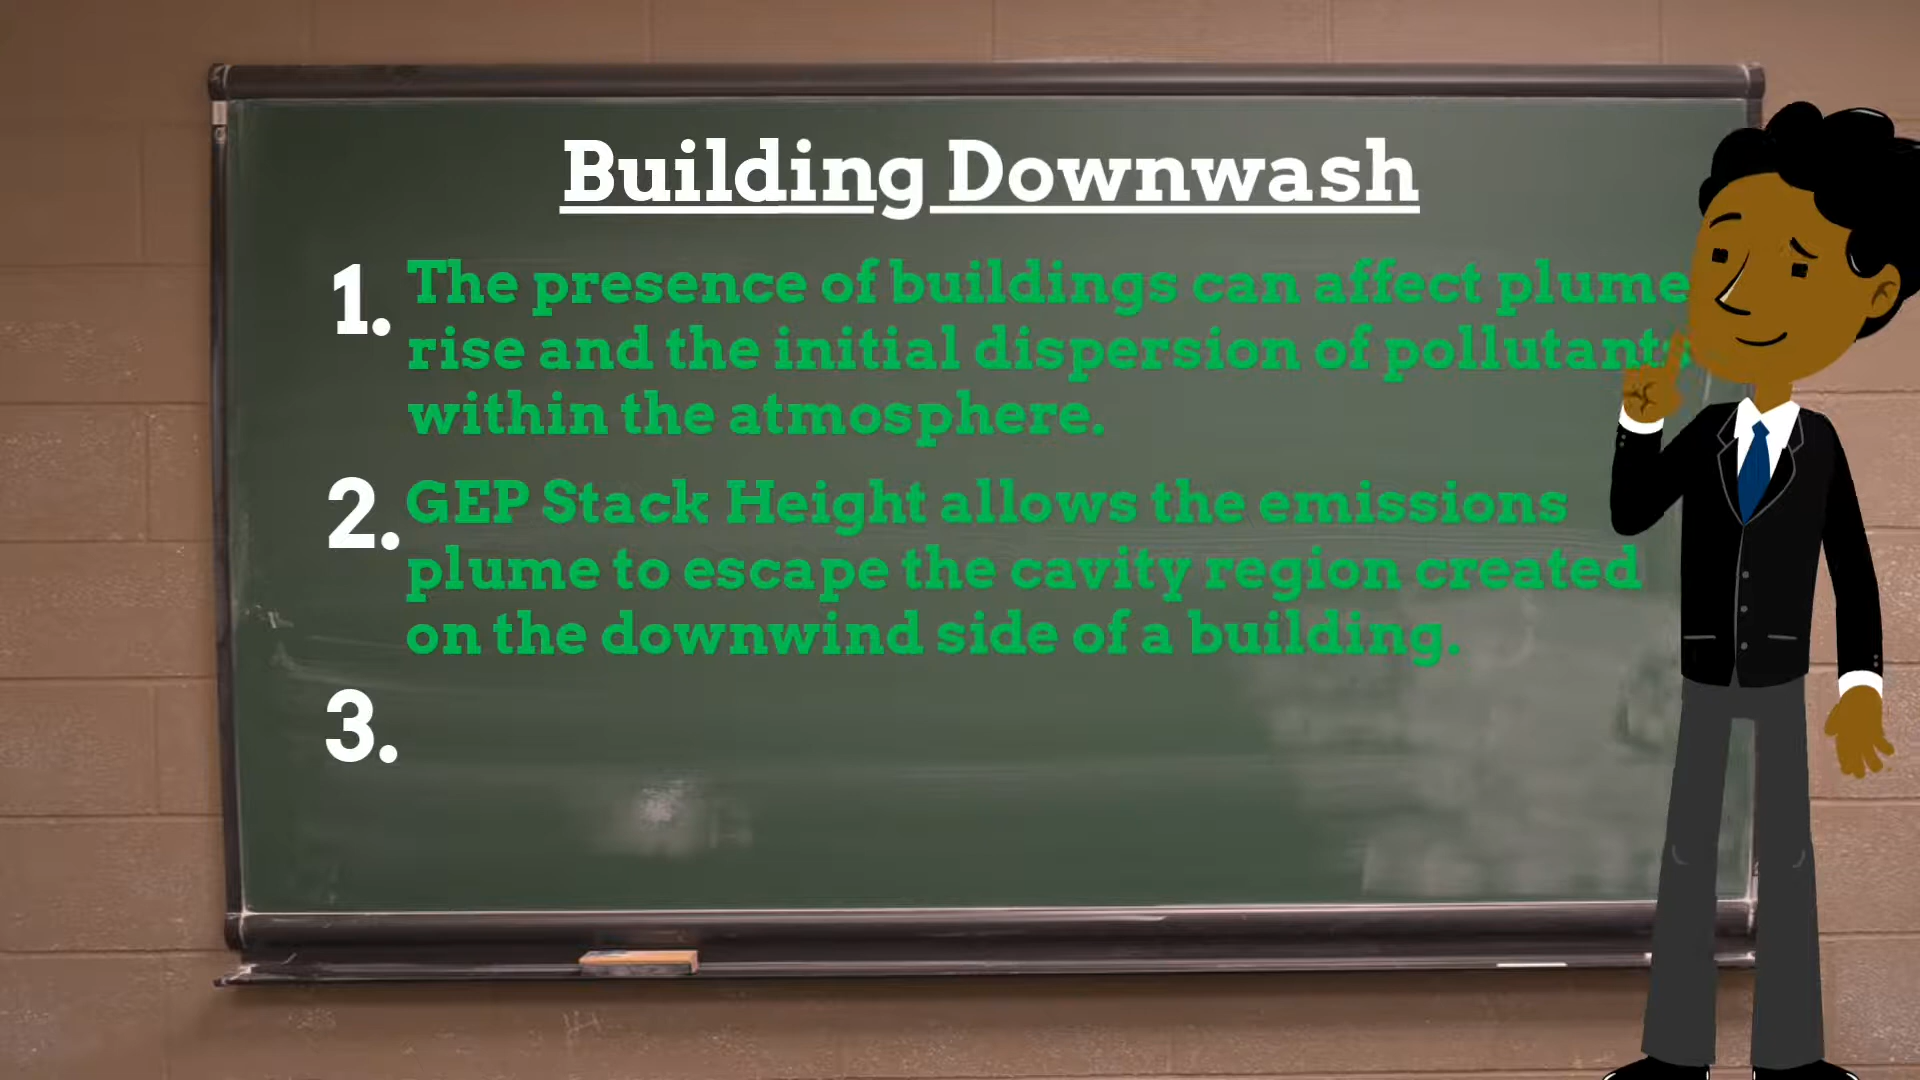 Building Downwash
1. The presence of buildings can affect plume
rise and the initial dispersion of pollutants
within the atmosphere.
2. GEP Stack Height allows the emissions
plume to escape the cavity region created
on the downwind side of a building.
3.